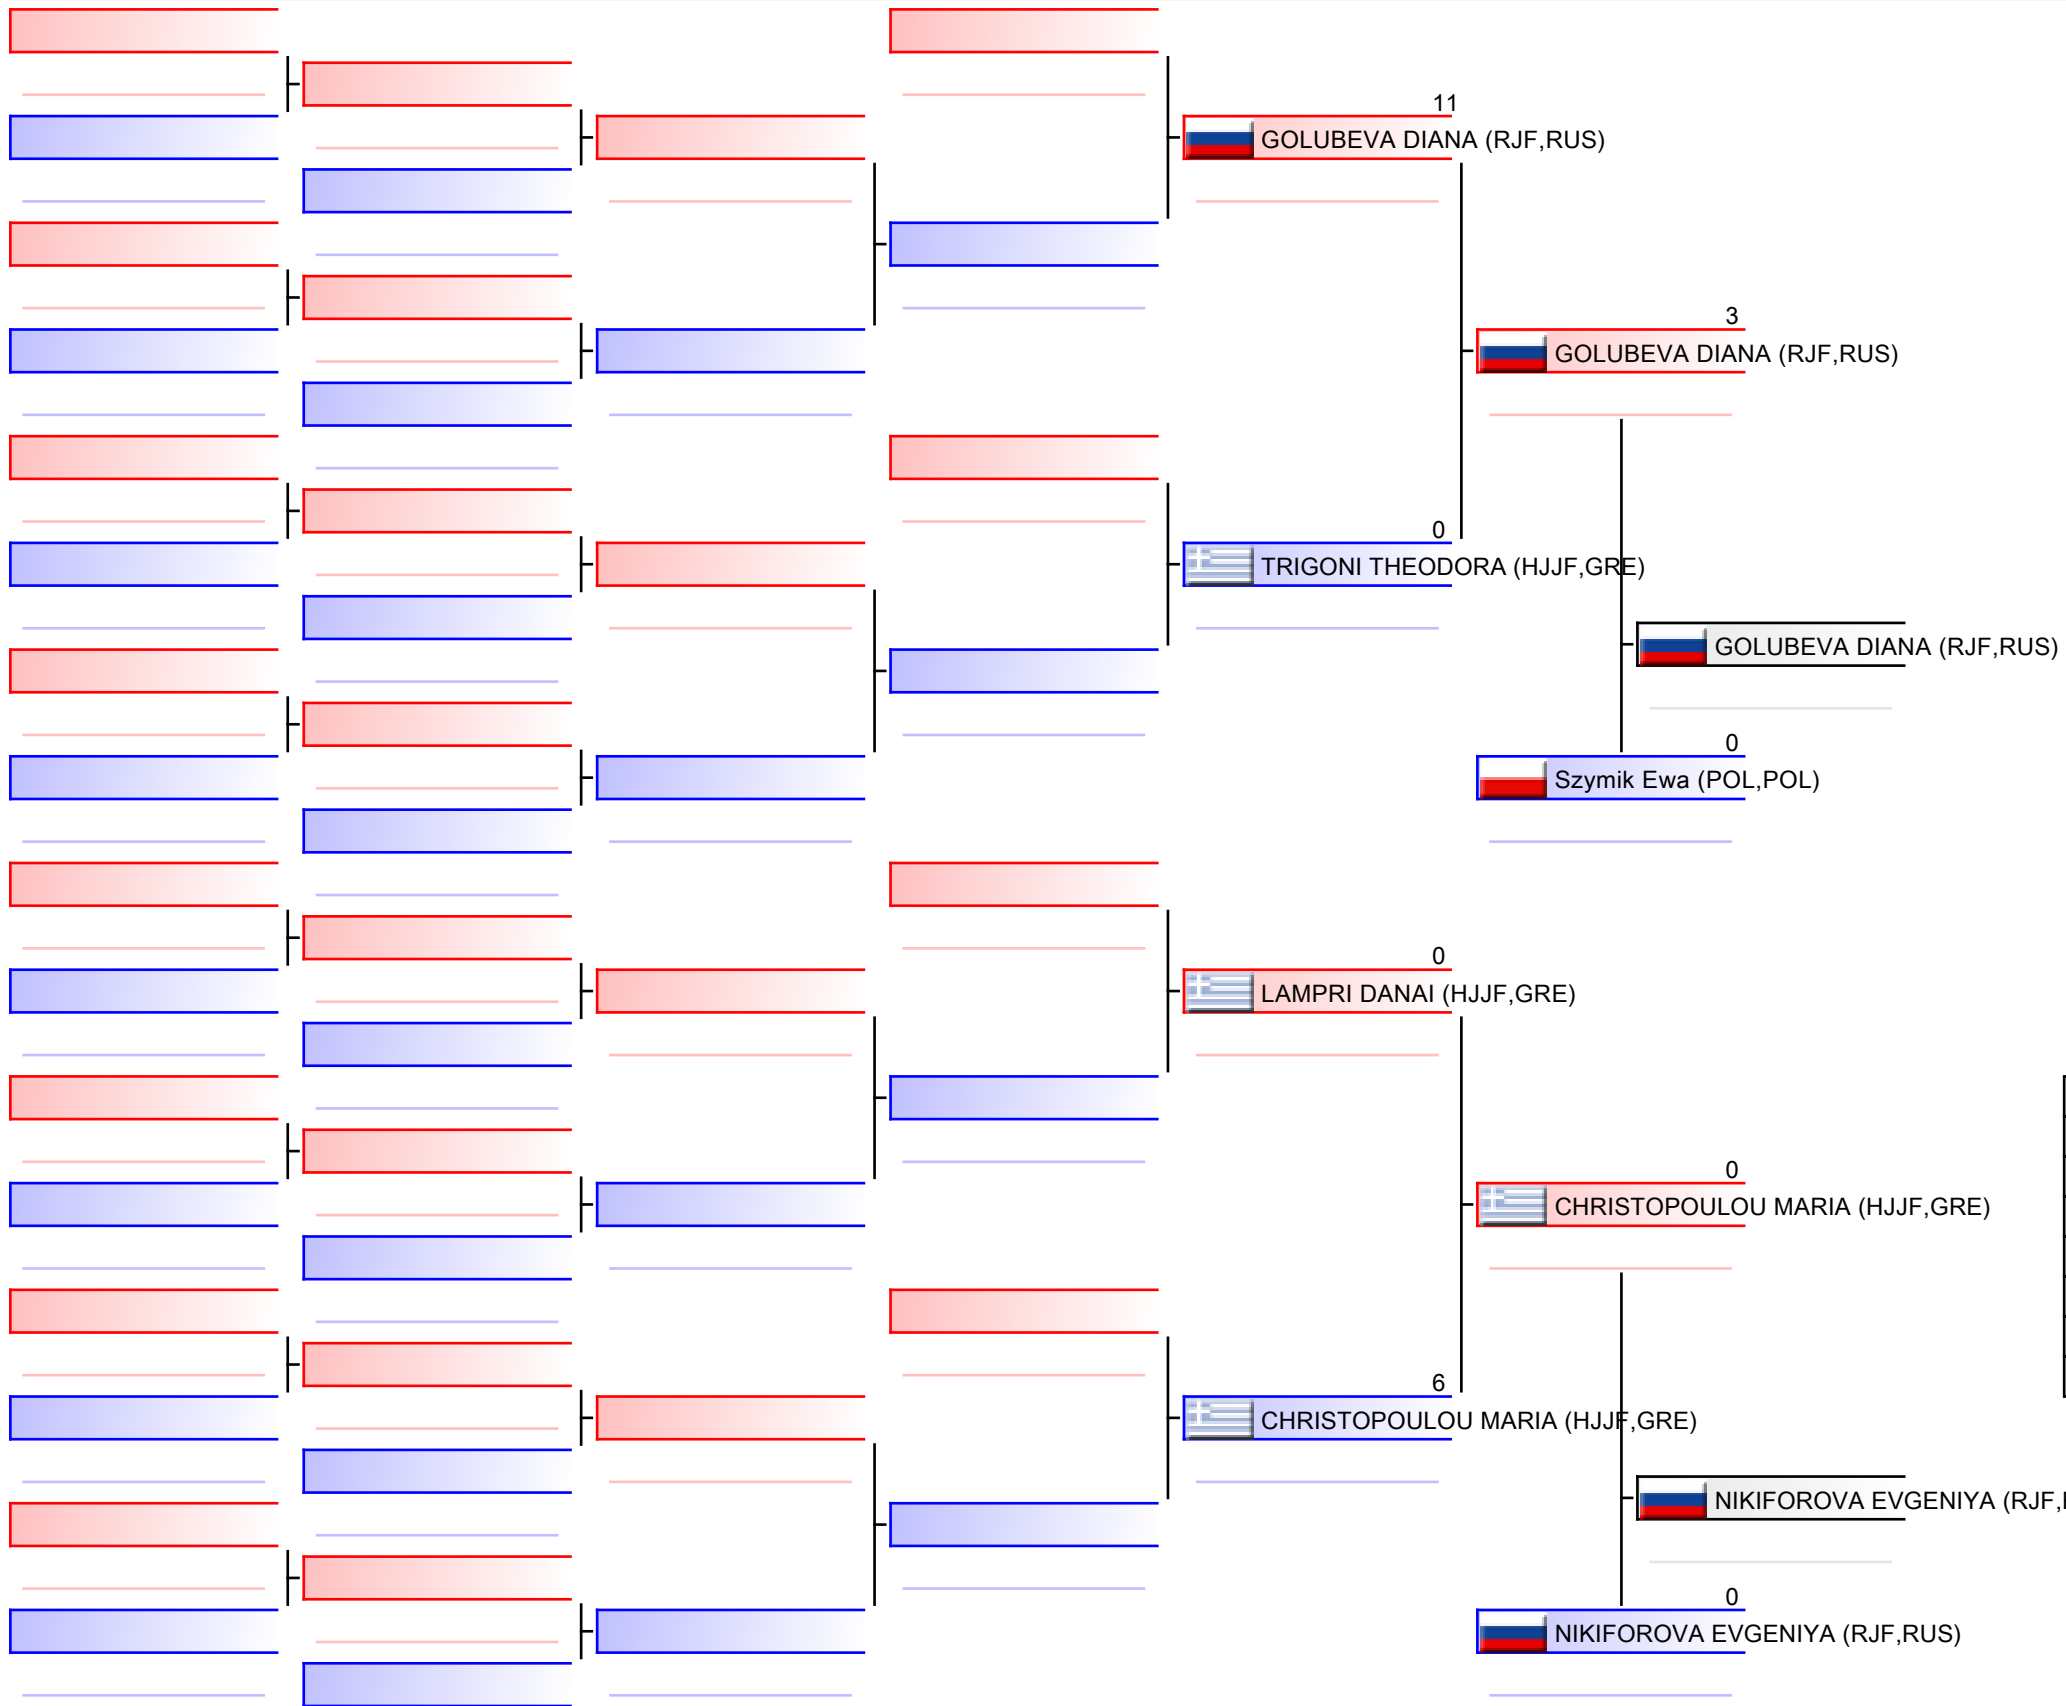 11
GOLUBEVA DIANA (RJF,RUS)
3
GOLUBEVA DIANA (RJF,RUS)
0
TRIGONI THEODORA (HJJF,GRE)
GOLUBEVA DIANA (RJF,RUS)
0
Szymik Ewa (POL,POL)
0
LAMPRI DANAI (HJJF,GRE)
0
CHRISTOPOULOU MARIA (HJJF,GRE)
6
CHRISTOPOULOU MARIA (HJJF,GRE)
NIKIFOROVA EVGENIYA (RJF,
0
NIKIFOROVA EVGENIYA (RJF,RUS)